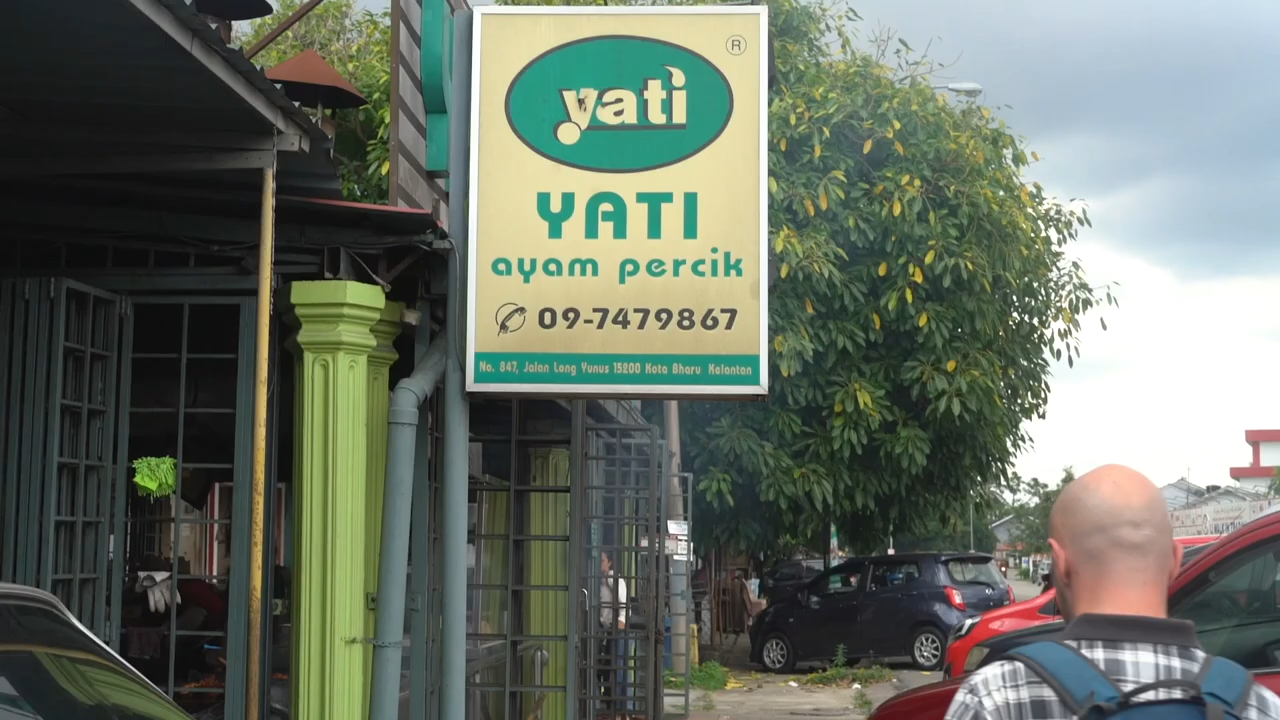 ®
yati
YATI
ayam percik
09-7479867
No. 847, Jalan Long Yunus 15200 Kota Bharu Kelantan